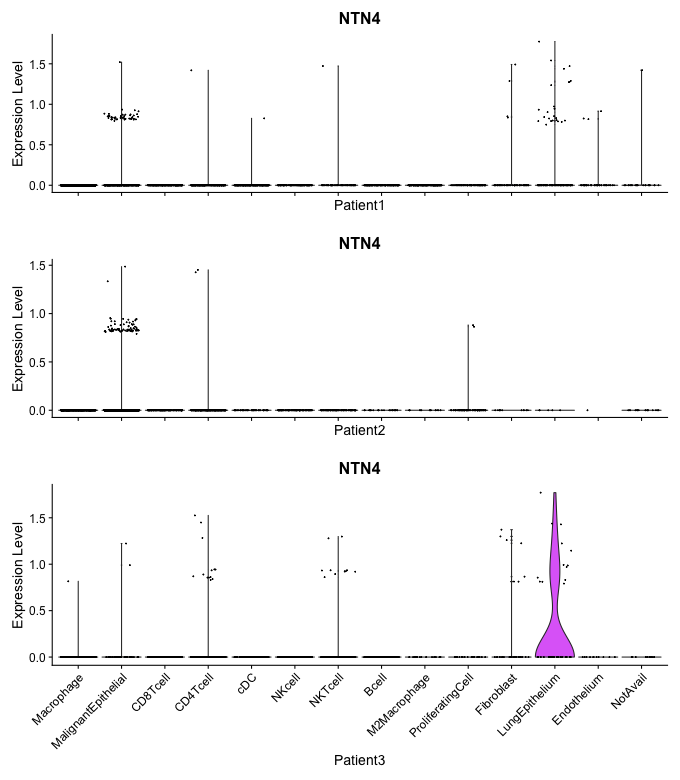 NTN4
Expression Level
1.5
1.0
0.5
0.0
Patient1
NTN4
Expression Level
1.5
1.0
0.5
0.0
Patient2
NTN4
Expression Level
1.5
1.0
0.5
0.0
Macrophage
MalignantEpithelial
CD8Tcell
CD4Tcell
cDC
NKcell
NKTcell
Bcell
M2Macrophage
ProliferatingCell
Fibroblast
LungEpithelium
Endothelium
NotAvail
Patient3